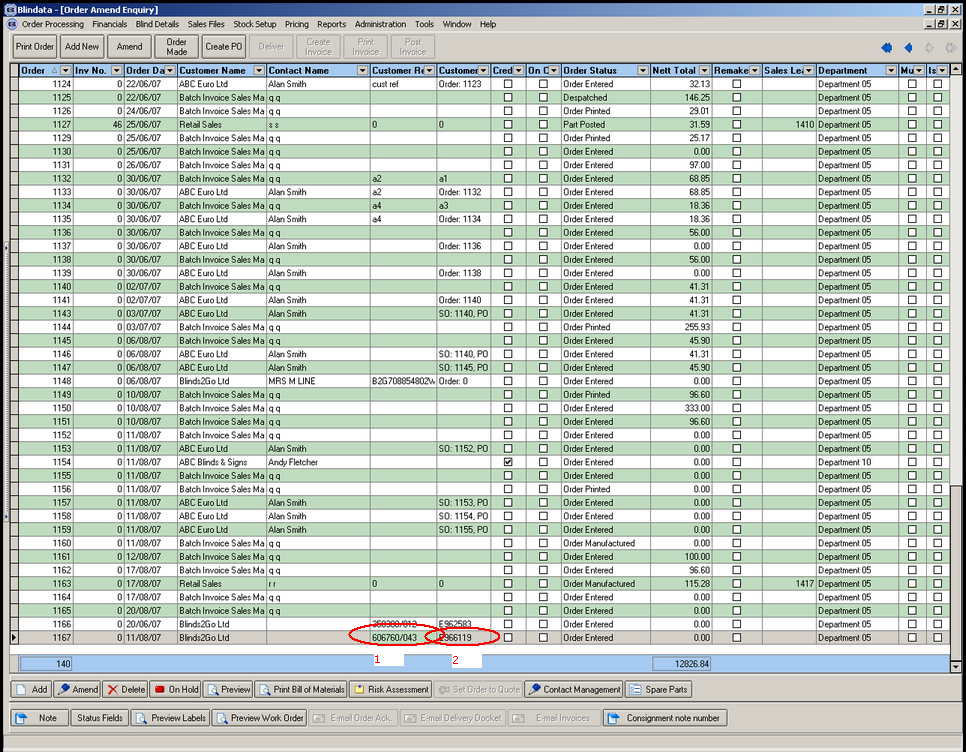 Blindata - [Order Amend Enquiry]
Order Processing Financials Blind Details Sales Files Stock Setup Pricing Reports Administration Tools Window Help
Print Order Add New Amend Order Made Create PO Deliver Create Invoice Print Invoice Post Invoice
Order Inv No. Order Da Customer Name Contact Name Customer Re Customer Cred On C Order Status Nett Total Remake Sales Lea Department Mu Is
1124 0 22/06/07 ABC Euro Ltd Alan Smith cust ref Order: 1123 Order Entered 32.13 Department 05
1125 0 22/06/07 Batch Invoice Sales Ma q q Despatched 146.25 Department 05
1126 0 24/06/07 Batch Invoice Sales Ma q q Order Printed 29.01 Department 05
1127 46 25/06/07 Retail Sales s s 0 0 Part Posted 31.59 1410 Department 05
1129 0 25/06/07 Batch Invoice Sales Ma q q Order Printed 25.17 Department 05
1130 0 25/06/07 Batch Invoice Sales Ma q q Order Entered 0.00 Department 05
1131 0 26/06/07 Batch Invoice Sales Ma q q Order Entered 97.00 Department 05
1132 0 30/06/07 Batch Invoice Sales Ma q q a2 a1 Order Entered 68.85 Department 05
1133 0 30/06/07 ABC Euro Ltd Alan Smith a2 Order: 1132 Order Entered 68.85 Department 05
1134 0 30/06/07 Batch Invoice Sales Ma q q a4 a3 Order Entered 18.36 Department 05
1135 0 30/06/07 ABC Euro Ltd Alan Smith a4 Order: 1134 Order Entered 18.36 Department 05
1136 0 30/06/07 Batch Invoice Sales Ma q q Order Entered 56.00 Department 05
1137 0 30/06/07 ABC Euro Ltd Alan Smith Order: 1136 Order Entered 0.00 Department 05
1138 0 30/06/07 Batch Invoice Sales Ma q q Order Entered 56.00 Department 05
1139 0 30/06/07 ABC Euro Ltd Alan Smith Order: 1138 Order Entered 0.00 Department 05
1140 0 02/07/07 Batch Invoice Sales Ma q q Order Entered 41.31 Department 05
1141 0 02/07/07 ABC Euro Ltd Alan Smith Order: 1140 Order Entered 41.31 Department 05
1143 0 03/07/07 ABC Euro Ltd Alan Smith SO: 1140, PO Order Entered 41.31 Department 05
1144 0 03/07/07 Batch Invoice Sales Ma q q Order Printed 255.93 Department 05
1145 0 06/08/07 Batch Invoice Sales Ma q q Order Entered 45.90 Department 05
1146 0 06/08/07 ABC Euro Ltd Alan Smith SO: 1140, PO Order Entered 41.31 Department 05
1147 0 06/08/07 ABC Euro Ltd Alan Smith SO: 1145, PO Order Entered 45.90 Department 05
1148 0 06/08/07 Blinds2Go Ltd MRS M LINE B2G708854802W Order: 0 Order Entered 0.00 Department 05
1149 0 10/08/07 Batch Invoice Sales Ma q q Order Printed 96.60 Department 05
1150 0 10/08/07 Batch Invoice Sales Ma q q Order Entered 333.00 Department 05
1151 0 10/08/07 Batch Invoice Sales Ma q q Order Entered 96.60 Department 05
1152 0 11/08/07 Batch Invoice Sales Ma q q Order Entered 0.00 Department 05
1153 0 11/08/07 ABC Euro Ltd Alan Smith SO: 1152, PO Order Entered 0.00 Department 05
1154 0 11/08/07 ABC Blinds & Signs Andy Fletcher Order Entered 0.00 Department 10
1155 0 11/08/07 Batch Invoice Sales Ma q q Order Entered 0.00 Department 05
1156 0 11/08/07 Batch Invoice Sales Ma q q Order Printed 0.00 Department 05
1157 0 11/08/07 ABC Euro Ltd Alan Smith SO: 1153, PO Order Entered 0.00 Department 05
1158 0 11/08/07 ABC Euro Ltd Alan Smith SO: 1154, PO Order Entered 0.00 Department 05
1159 0 11/08/07 ABC Euro Ltd Alan Smith SO: 1155, PO Order Entered 0.00 Department 05
1160 0 11/08/07 Batch Invoice Sales Ma q q Order Manufactured 0.00 Department 05
1161 0 12/08/07 Batch Invoice Sales Ma q q Order Entered 100.00 Department 05
1162 0 17/08/07 Batch Invoice Sales Ma q q Order Entered 96.60 Department 05
1163 0 17/08/07 Retail Sales r r 0 0 Order Manufactured 115.28 1417 Department 05
1164 0 17/08/07 Batch Invoice Sales Ma q q Order Entered 0.00 Department 05
1165 0 20/08/07 Batch Invoice Sales Ma q q Order Entered 0.00 Department 05
1166 0 20/06/07 Blinds2Go Ltd E962583 Order Entered 0.00 Department 05
1167 0 11/08/07 Blinds2Go Ltd 606760/043 E966119 Order Entered 0.00 Department 05
1 2
140 12826.84
Add Amend Delete On Hold Preview Print Bill of Materials Risk Assessment Set Order to Quote Contact Management Spare Parts
Note Status Fields Preview Labels Preview Work Order E-mail Order Ack. E-mail Delivery Docket E-mail Invoices Consignment note number